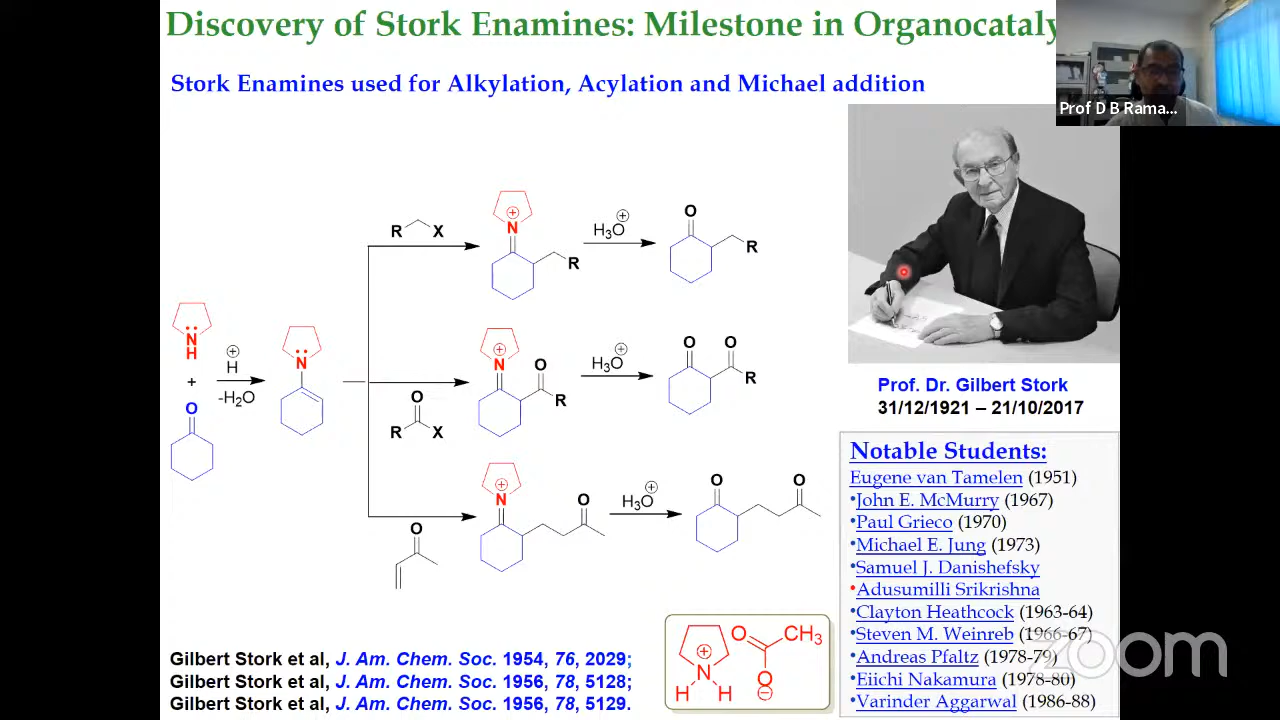 Discovery of Stork Enamines: Milestone in Organocataly
Stork Enamines used for Alkylation, Acylation and Michael addition
Prof D B Rama...
R X
⊕
N
R
H₃O⊕
O
R
NH
+
O
⊕
H
-H₂O
N
O
R X
⊕
N
O
R
H₃O⊕
O O
R
O
⊕
N
O
H₃O⊕
O O
Prof. Dr. Gilbert Stork
31/12/1921 – 21/10/2017
Notable Students:
Eugene van Tamelen (1951)
•John E. McMurry (1967)
•Paul Grieco (1970)
•Michael E. Jung (1973)
•Samuel J. Danishefsky
•Adusumilli Srikrishna
•Clayton Heathcock (1963-64)
•Steven M. Weinreb (1966-67)
•Andreas Pfaltz (1978-79)
•Eiichi Nakamura (1978-80)
•Varinder Aggarwal (1986-88)
zoom
Gilbert Stork et al, J. Am. Chem. Soc. 1954, 76, 2029;
Gilbert Stork et al, J. Am. Chem. Soc. 1956, 78, 5128;
Gilbert Stork et al, J. Am. Chem. Soc. 1956, 78, 5129.
O CH₃
⊕
N
O
H H ⊖